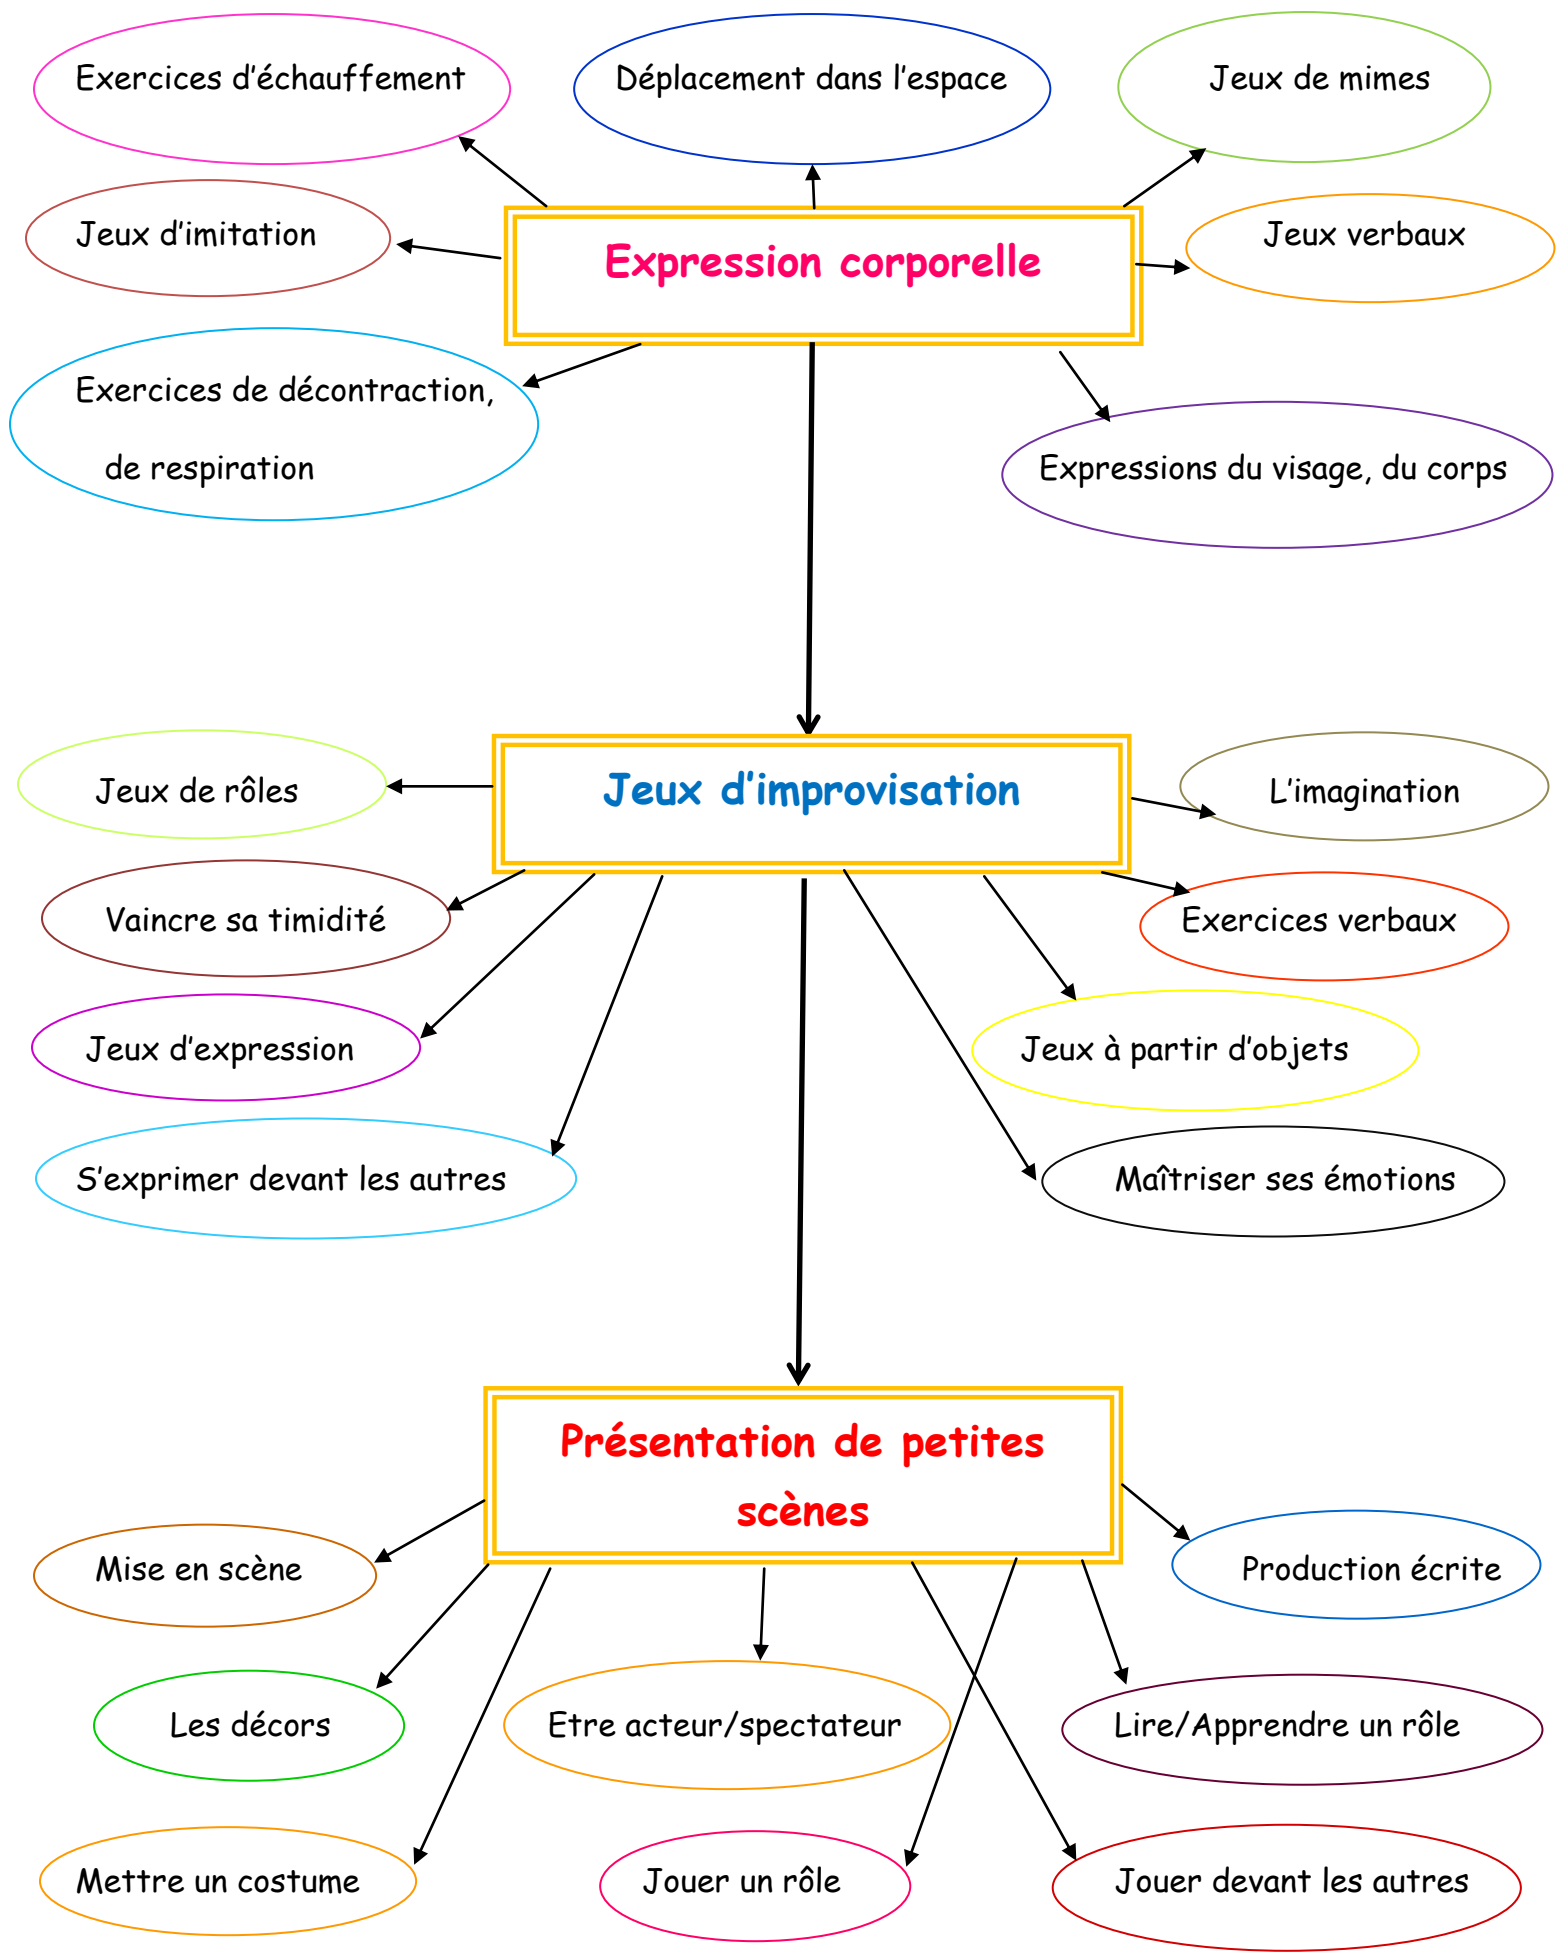 Exercices d'échauffement
Déplacement dans l'espace
Jeux de mimes
Jeux d'imitation
Jeux verbaux
Expression corporelle
Exercices de décontraction,
de respiration
Expressions du visage, du corps
Jeux d'improvisation
Jeux de rôles
L'imagination
Vaincre sa timidité
Exercices verbaux
Jeux d'expression
Jeux à partir d'objets
S'exprimer devant les autres
Maîtriser ses émotions
Présentation de petites
scènes
Mise en scène
Production écrite
Les décors
Etre acteur/spectateur
Lire/Apprendre un rôle
Mettre un costume
Jouer un rôle
Jouer devant les autres